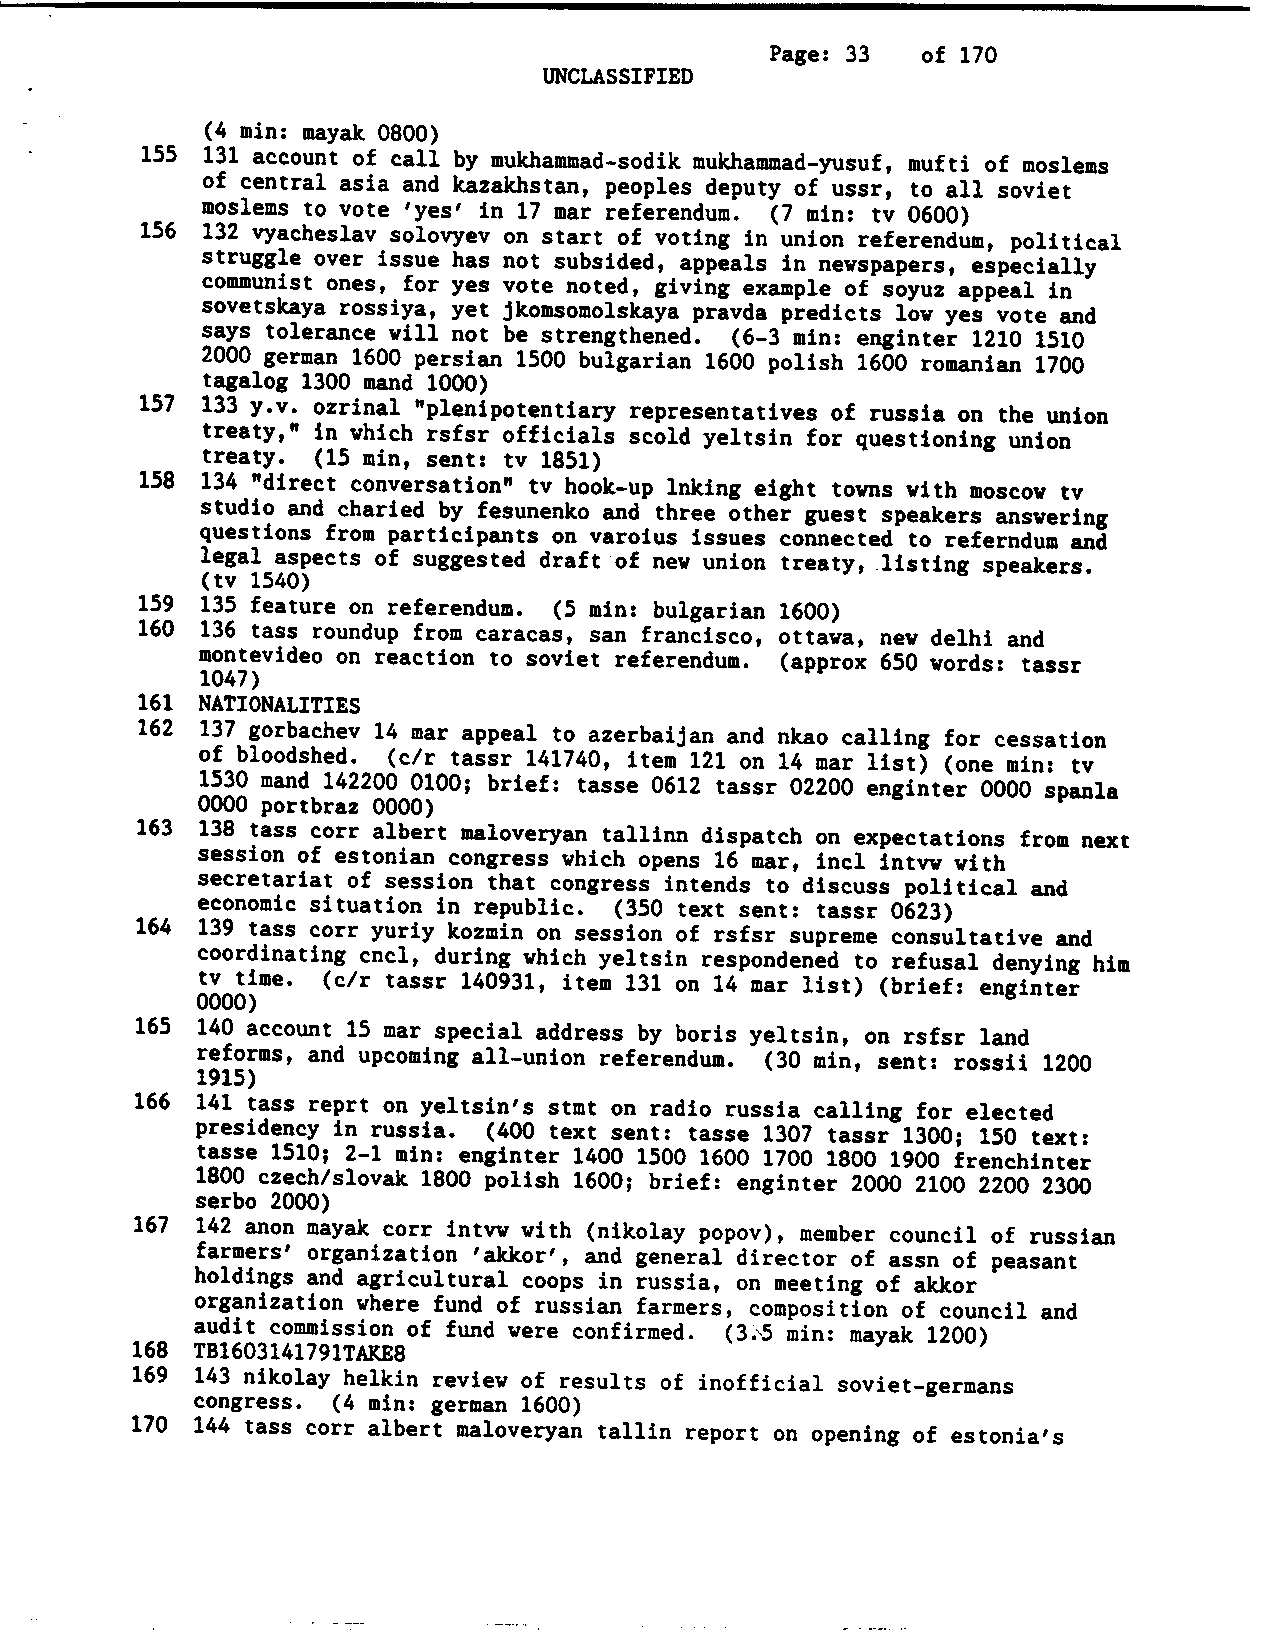 Page: 33 of 170
UNCLASSIFIED
(4 min: mayak 0800)
155 131 account of call by mukhammad-sodik mukhammad-yusuf, mufti of moslems
of central asia and kazakhstan, peoples deputy of ussr, to all soviet
moslems to vote 'yes' in 17 mar referendum. (7 min: tv 0600)
156 132 vyacheslav solovyev on start of voting in union referendum, political
struggle over issue has not subsided, appeals in newspapers, especially
communist ones, for yes vote noted, giving example of soyuz appeal in
sovetskaya rossiya, yet jkomsomolskaya pravda predicts low yes vote and
says tolerance will not be strengthened. (6-3 min: enginter 1210 1510
2000 german 1600 persian 1500 bulgarian 1600 polish 1600 romanian 1700
tagalog 1300 mand 1000)
157 133 y.v. ozrinal "plenipotentiary representatives of russia on the union
treaty," in which rsfsr officials scold yeltsin for questioning union
treaty. (15 min, sent: tv 1851)
158 134 "direct conversation" tv hook-up lnking eight towns with moscow tv
studio and charied by fesunenko and three other guest speakers answering
questions from participants on varoius issues connected to referndum and
legal aspects of suggested draft of new union treaty, listing speakers.
(tv 1540)
159 135 feature on referendum. (5 min: bulgarian 1600)
160 136 tass roundup from caracas, san francisco, ottawa, new delhi and
montevideo on reaction to soviet referendum. (approx 650 words: tassr
1047)
161 NATIONALITIES
162 137 gorbachev 14 mar appeal to azerbaijan and nkao calling for cessation
of bloodshed. (c/r tassr 141740, item 121 on 14 mar list) (one min: tv
1530 mand 142200 0100; brief: tasse 0612 tassr 02200 enginter 0000 spanla
0000 portbraz 0000)
163 138 tass corr albert maloveryan tallinn dispatch on expectations from next
session of estonian congress which opens 16 mar, incl intvw with
secretariat of session that congress intends to discuss political and
economic situation in republic. (350 text sent: tassr 0623)
164 139 tass corr yuriy kozmin on session of rsfsr supreme consultative and
coordinating cncl, during which yeltsin respondened to refusal denying him
tv time. (c/r tassr 140931, item 131 on 14 mar list) (brief: enginter
0000)
165 140 account 15 mar special address by boris yeltsin, on rsfsr land
reforms, and upcoming all-union referendum. (30 min, sent: rossii 1200
1915)
166 141 tass reprt on yeltsin's stmt on radio russia calling for elected
presidency in russia. (400 text sent: tasse 1307 tassr 1300; 150 text:
tasse 1510; 2-1 min: enginter 1400 1500 1600 1700 1800 1900 frenchinter
1800 czech/slovak 1800 polish 1600; brief: enginter 2000 2100 2200 2300
serbo 2000)
167 142 anon mayak corr intvw with (nikolay popov), member council of russian
farmers' organization 'akkor', and general director of assn of peasant
holdings and agricultural coops in russia, on meeting of akkor
organization where fund of russian farmers, composition of council and
audit commission of fund were confirmed. (3.5 min: mayak 1200)
168 TB1603141791TAKE8
169 143 nikolay helkin review of results of inofficial soviet-germans
congress. (4 min: german 1600)
170 144 tass corr albert maloveryan tallin report on opening of estonia's